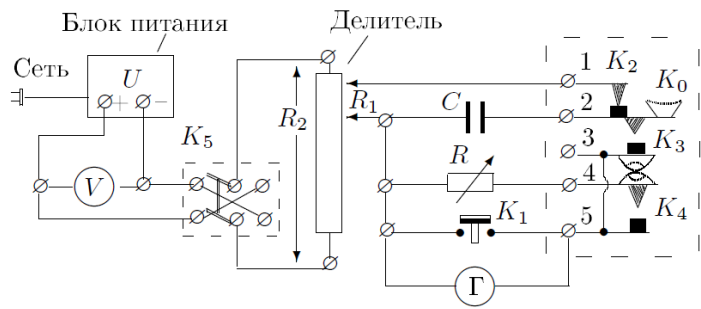 Блок питания
Делитель
Сеть
U
+ −
V
K5
R2
R1
C
R
K1
Г
1
2
3
4
5
K2
K0
K3
K4